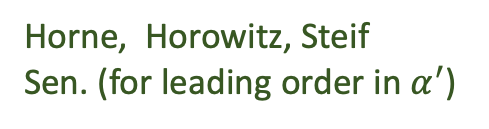 Horne,  Horowitz, Steif
Sen. (for leading order in α′)